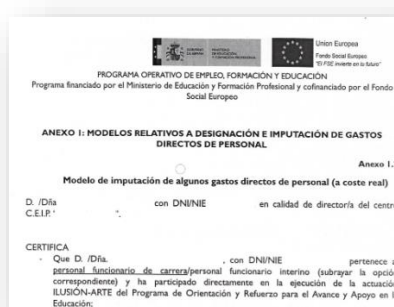 Unión Europea
Fondo Social Europeo
"El FSE invierte en tu futuro"
PROGRAMA OPERATIVO DE EMPLEO, FORMACIÓN Y EDUCACIÓN
Programa financiado por el Ministerio de Educación y Formación Profesional y cofinanciado por el Fondo
Social Europeo
ANEXO I: MODELOS RELATIVOS A DESIGNACIÓN E IMPUTACIÓN DE GASTOS
DIRECTOS DE PERSONAL
Anexo I.
Modelo de imputación de algunos gastos directos de personal (a coste real)
D. /Dña con DNI/NIE en calidad de director/a del centr
C.E.I.P. ' ".
CERTIFICA
- Que D. /Dña. , con DNI/NIE pertenece a
personal funcionario de carrera/personal funcionario interino (subrayar la opció
correspondiente) y ha participado directamente en la ejecución de la actuació
ILUSIÓN-ARTE del Programa de Orientación y Refuerzo para el Avance y Apoyo en l
Educación: